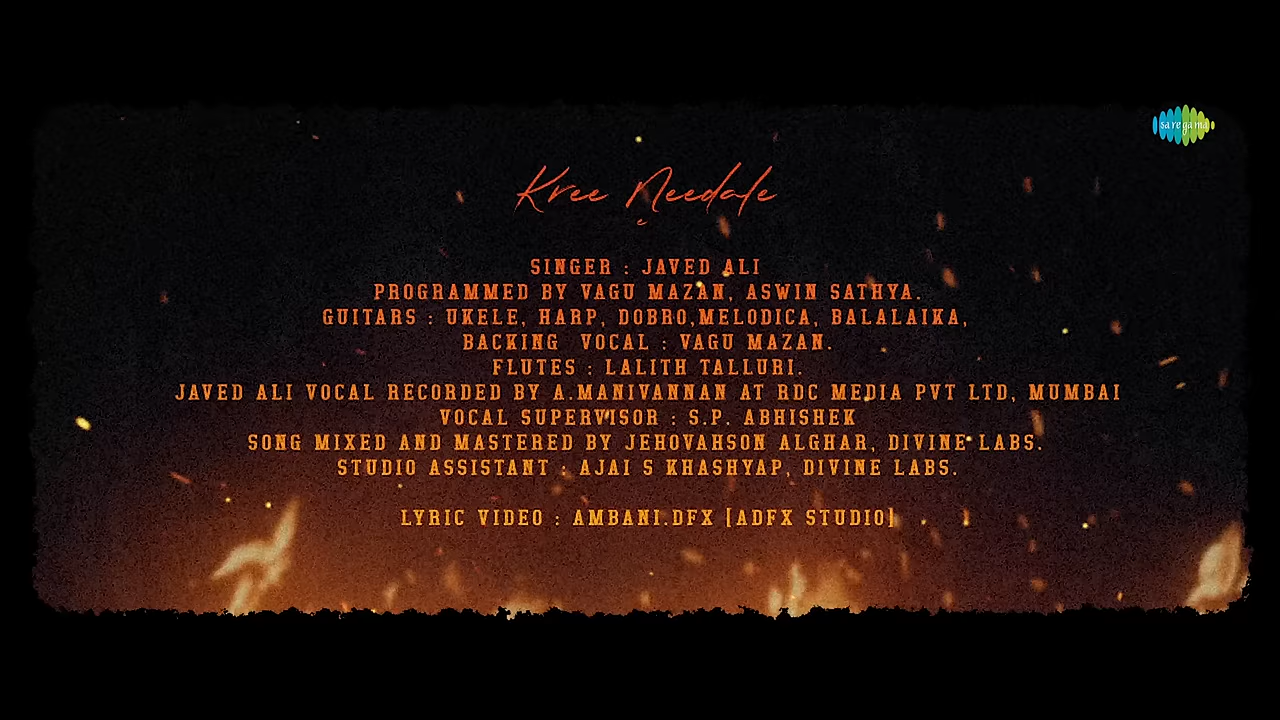 saregama
Kree Needale
SINGER : JAVED ALI
PROGRAMMED BY VAGU MAZAN, ASWIN SATHYA.
GUITARS : UKELE, HARP, DOBRO,MELODICA, BALALAIKA,
BACKING VOCAL : VAGU MAZAN.
FLUTES : LALITH TALLURI.
JAVED ALI VOCAL RECORDED BY A.MANIVANNAN AT RDC MEDIA PVT LTD, MUMBAI
VOCAL SUPERVISOR : S.P. ABHISHEK
SONG MIXED AND MASTERED BY JEHOVAHSON ALGHAR, DIVINE LABS.
STUDIO ASSISTANT : AJAI S KHASHYAP, DIVINE LABS.
LYRIC VIDEO : AMBANI.DFX [ADFX STUDIO]